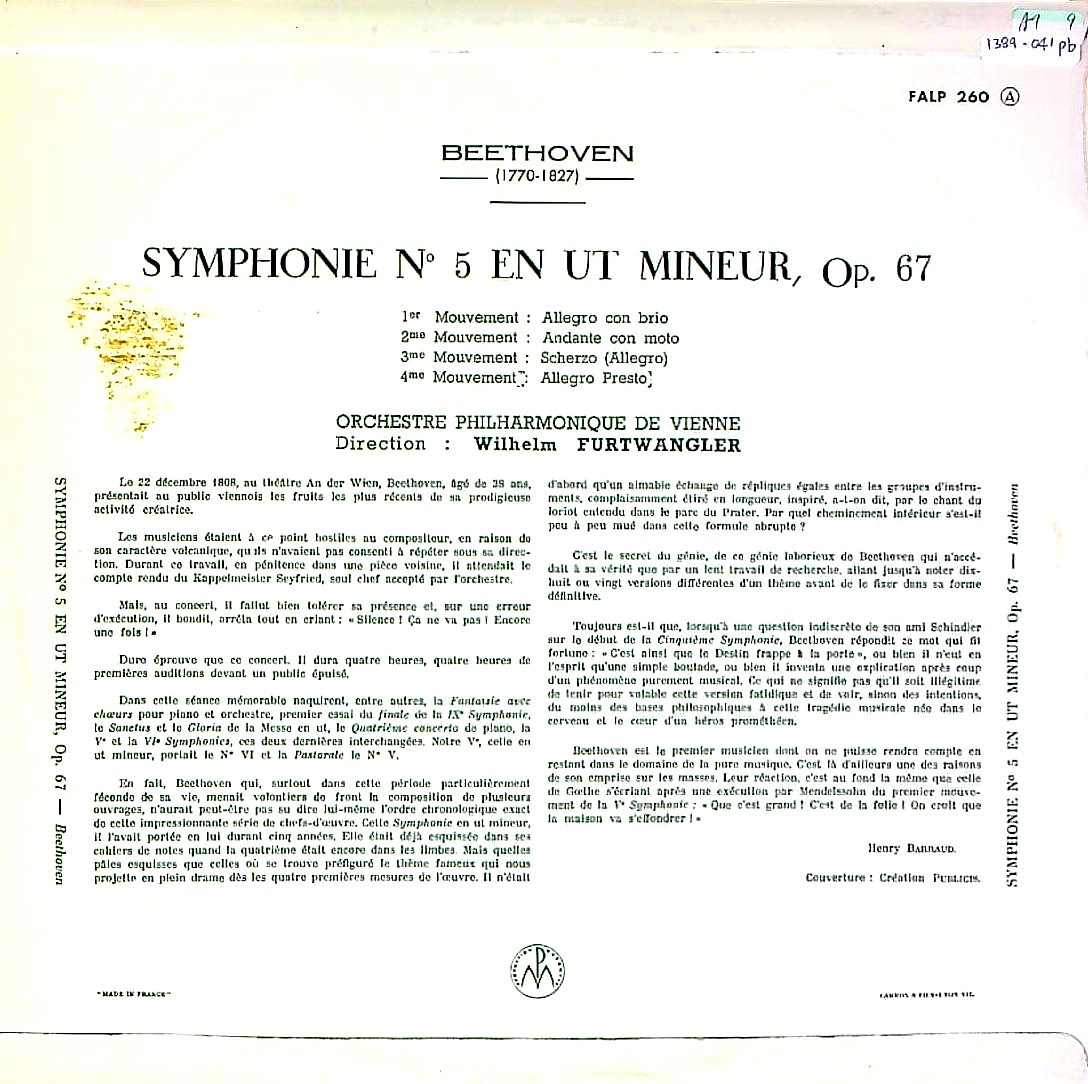 A1 9
1389-041pb
FALP 260 Ⓐ
BEETHOVEN
(1770-1827)
SYMPHONIE Nº 5 EN UT MINEUR, Op. 67
1er Mouvement : Allegro con brio
2me Mouvement : Andante con moto
3me Mouvement : Scherzo (Allegro)
4me Mouvement : Allegro Presto
ORCHESTRE PHILHARMONIQUE DE VIENNE
Direction : Wilhelm FURTWANGLER
SYMPHONIE Nº 5 EN UT MINEUR, Op. 67 — Beethoven
Le 22 décembre 1808, au théâtre An der Wien, Beethoven, âgé de 38 ans,
présentait au public viennois les fruits les plus récents de sa prodigieuse
activité créatrice.
Les musiciens étaient à ce point hostiles au compositeur, en raison de
son caractère volcanique, qu'ils n'avaient pas consenti à répéter sous sa direc-
tion. Durant ce travail, en pénitence dans une pièce voisine, il attendait le
compte rendu du Kappelmeister Seyfried, seul chef accepté par l'orchestre.
Mais, au concert, il fallut bien tolérer sa présence et, sur une erreur
d'exécution, il bondit, arrêta tout en criant : « Silence ! Ça ne va pas ! Encore
une fois ! »
Dure épreuve que ce concert. Il dura quatre heures, quatre heures de
premières auditions devant un public épuisé.
Dans cette séance mémorable naquirent, entre autres, la Fantaisie avec
chœurs pour piano et orchestre, premier essai du finale de la IXe Symphonie,
le Sanctus et le Gloria de la Messe en ut, le Quatrième concerto de piano, la
Ve et la VIe Symphonies, ces deux dernières interchangées. Notre Ve, celle en
ut mineur, portait le N° VI et la Pastorale le N° V.
En fait, Beethoven qui, surtout dans cette période particulièrement
féconde de sa vie, menait volontiers de front la composition de plusieurs
ouvrages, n'aurait peut-être pas su dire lui-même l'ordre chronologique exact
de cette impressionnante série de chefs-d'œuvre. Cette Symphonie en ut mineur,
il l'avait portée en lui durant cinq années. Elle était déjà esquissée dans ses
cahiers de notes quand la quatrième était encore dans les limbes. Mais quelles
pâles esquisses que celles où se trouve préfiguré le thème fameux qui nous
projette en plein drame dès les quatre premières mesures de l'œuvre. Il n'était
d'abord qu'un aimable échange de répliques égales entre les groupes d'instru-
ments, complaisamment étiré en longueur, inspiré, a-t-on dit, par le chant du
loriot entendu dans le parc du Prater. Par quel cheminement intérieur s'est-il
peu à peu mué dans cette formule abrupte ?
C'est le secret du génie, de ce génie laborieux de Beethoven qui n'accé-
dait à sa vérité que par un lent travail de recherche, allant jusqu'à noter dix-
huit ou vingt versions différentes d'un thème avant de le fixer dans sa forme
définitive.
Toujours est-il que, lorsqu'à une question indiscrète de son ami Schindler
sur le début de la Cinquième Symphonie, Beethoven répondit ce mot qui fit
fortune : « C'est ainsi que le Destin frappe à la porte », ou bien il n'eut en
l'esprit qu'une simple boutade, ou bien il inventa une explication après coup
d'un phénomène purement musical. Ce qui ne signifie pas qu'il soit illégitime
de tenir pour valable cette version fatidique et de voir, sinon des intentions,
du moins des bases philosophiques à cette tragédie musicale née dans le
cerveau et le cœur d'un héros prométhéen.
Beethoven est le premier musicien dont on ne puisse rendre compte en
restant dans le domaine de la pure musique. C'est là d'ailleurs une des raisons
de son emprise sur les masses. Leur réaction, c'est au fond la même que celle
de Gœthe s'écriant après une exécution par Mendelssohn du premier mouve-
ment de la Ve Symphonie : « Que c'est grand ! C'est de la folie ! On croit que
la maison va s'effondrer ! »
Henry BARRAUD.
Couverture : Création PUBLICIS.
SYMPHONIE Nº 5 EN UT MINEUR, Op. 67 — Beethoven
"MADE IN FRANCE"